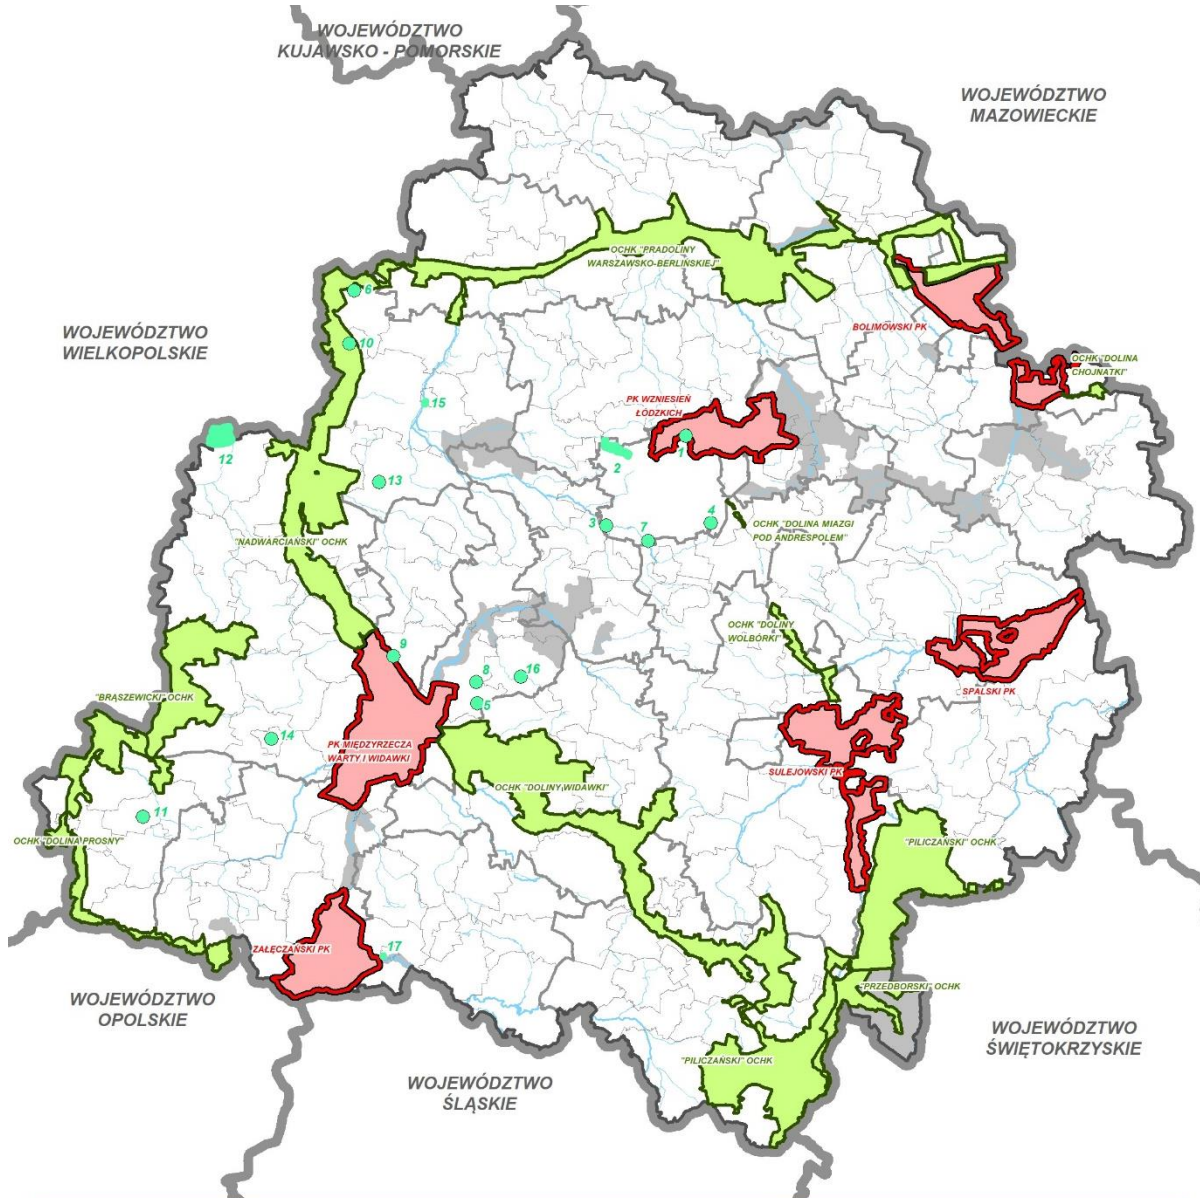 WOJEWÓDZTWO
KUJAWSKO - POMORSKIE
WOJEWÓDZTWO
MAZOWIECKIE
OCHK "PRADOLINY
WARSZAWSKO-BERLIŃSKIEJ"
6
WOJEWÓDZTWO
WIELKOPOLSKIE
BOLIMOWSKI PK
10
OCHK "DOLINA
CHOJNATKI"
PK WZNIESIEŃ
ŁÓDZKICH
15
1
12
2
13
3
7
4
OCHK "DOLINA MIAZGI
POD ANDRESPOLEM"
"NADWARCIAŃSKI" OCHK
OCHK "DOLINY
WOLBÓRKI"
9
8
16
5
SPALSKI PK
"BRĄSZEWICKI" OCHK
14
PK MIĘDZYRZECZA
WARTY I WIDAWKI
SULEJOWSKI PK
OCHK "DOLINY WIDAWKI"
11
OCHK "DOLINA PROSNY"
"PILICZAŃSKI" OCHK
ZAŁĘCZAŃSKI PK
17
"PRZEDBORSKI" OCHK
WOJEWÓDZTWO
OPOLSKIE
WOJEWÓDZTWO
ŚWIĘTOKRZYSKIE
"PILICZAŃSKI" OCHK
WOJEWÓDZTWO
ŚLĄSKIE